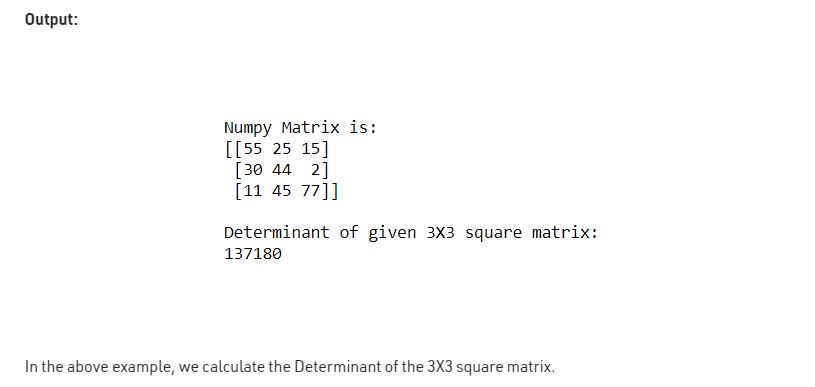 Output:
Numpy Matrix is:
[[55 25 15]
 [30 44  2]
 [11 45 77]]
Determinant of given 3X3 square matrix:
137180
In the above example, we calculate the Determinant of the 3X3 square matrix.